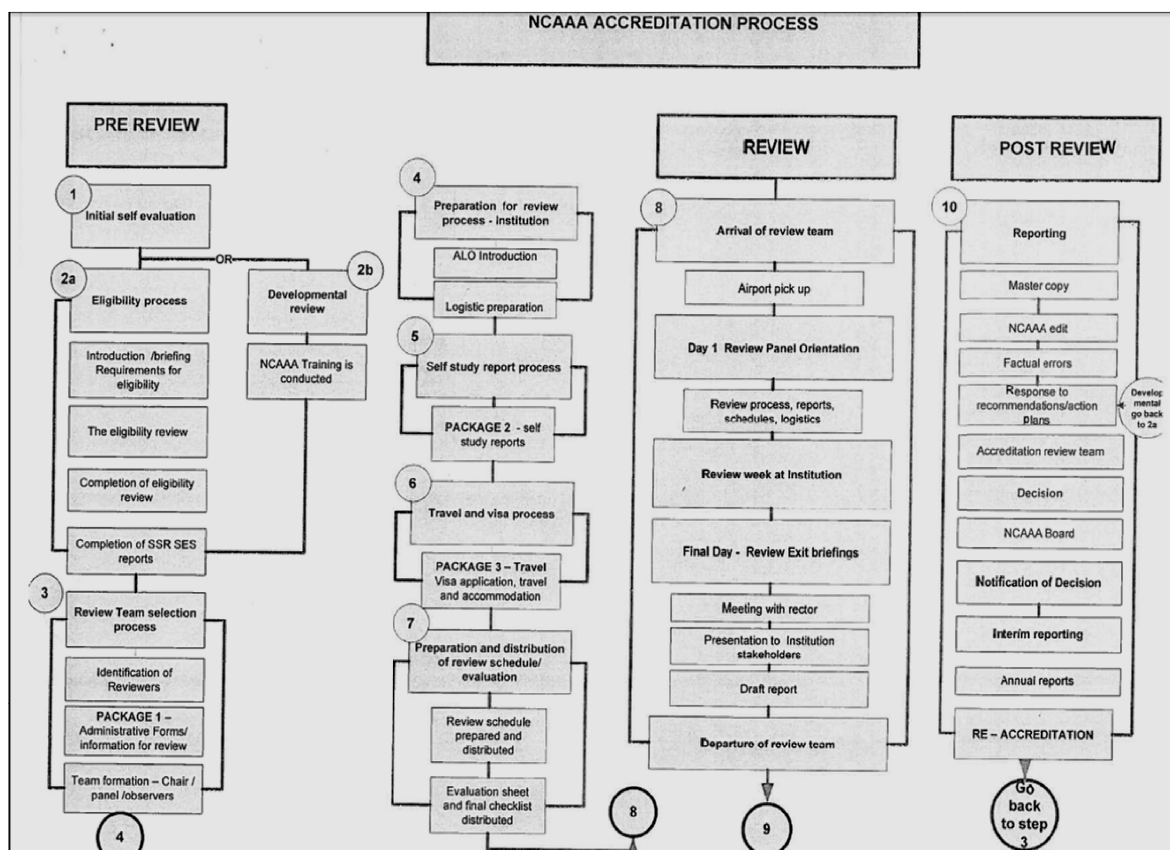 NCAAA ACCREDITATION PROCESS
PRE REVIEW
1
Initial self evaluation
OR
2a
Eligibility process
Introduction /briefing
Requirements for
eligibility
The eligibility review
Completion of eligibility
review
Completion of SSR SES
reports
2b
Developmental
review
NCAAA Training is
conducted
3
Review Team selection
process
Identification of
Reviewers
PACKAGE 1 –
Administrative Forms/
information for review
Team formation – Chair /
panel /observers
4
4
Preparation for review
process - Institution
ALO Introduction
Logistic preparation
5
Self study report process
PACKAGE 2 - self
study reports
6
Travel and visa process
PACKAGE 3 – Travel
Visa application, travel
and accommodation
7
Preparation and distribution
of review schedule/
evaluation
Review schedule
prepared and
distributed
Evaluation sheet
and final checklist
distributed
8
REVIEW
8
Arrival of review team
Airport pick up
Day 1 Review Panel Orientation
Review process, reports,
schedules, logistics
Review week at Institution
Final Day - Review Exit briefings
Meeting with rector
Presentation to Institution
stakeholders
Draft report
Departure of review team
9
POST REVIEW
10
Reporting
Master copy
NCAAA edit
Factual errors
Response to
recommendations/action
plans
Develop
mental
go back
to 2a
Accreditation review team
Decision
NCAAA Board
Notification of Decision
Interim reporting
Annual reports
RE – ACCREDITATION
Go
back
to step
3